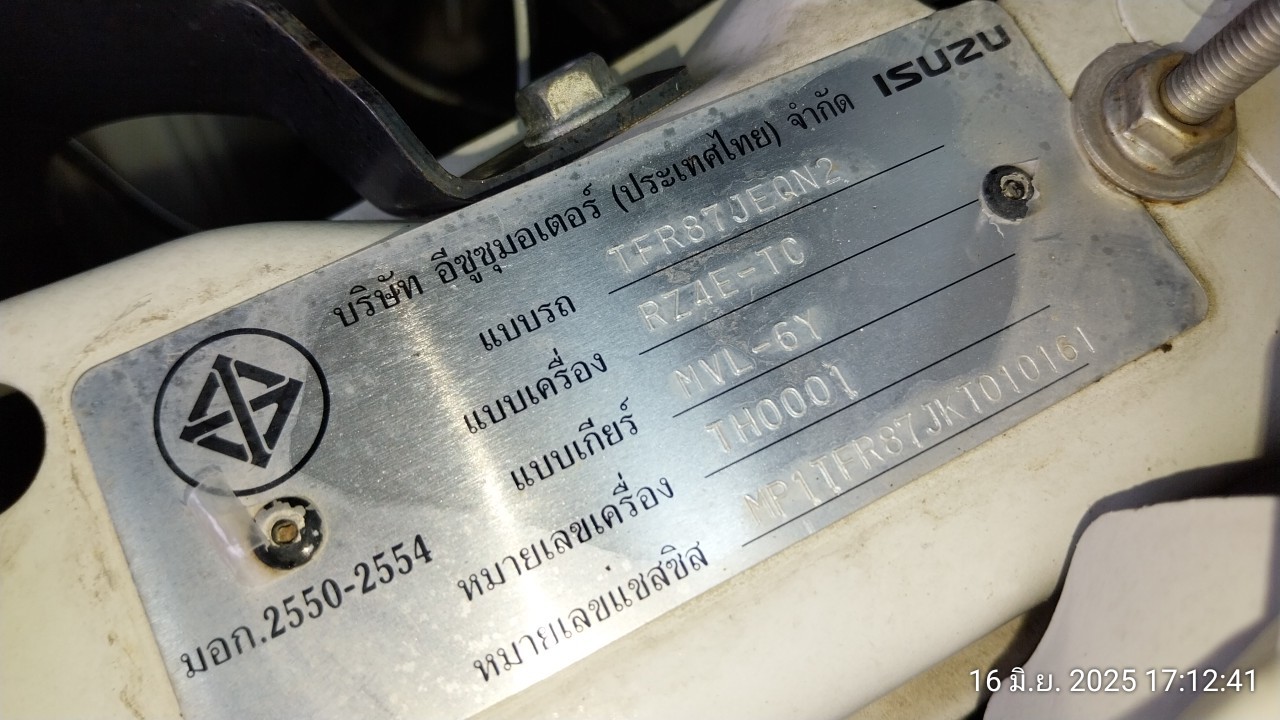 ISUZU
บริษัท อีซูซุมอเตอร์ (ประเทศไทย) จำกัด
แบบรถ TFR87JEQN2
แบบเครื่อง RZ4E-TC
แบบเกียร์ MVL-6Y
หมายเลขเครื่อง TH0001
หมายเลขแชสซิส MP1TFR87JKT010161
มอก.2550-2554
16 มิ.ย. 2025 17:12:41